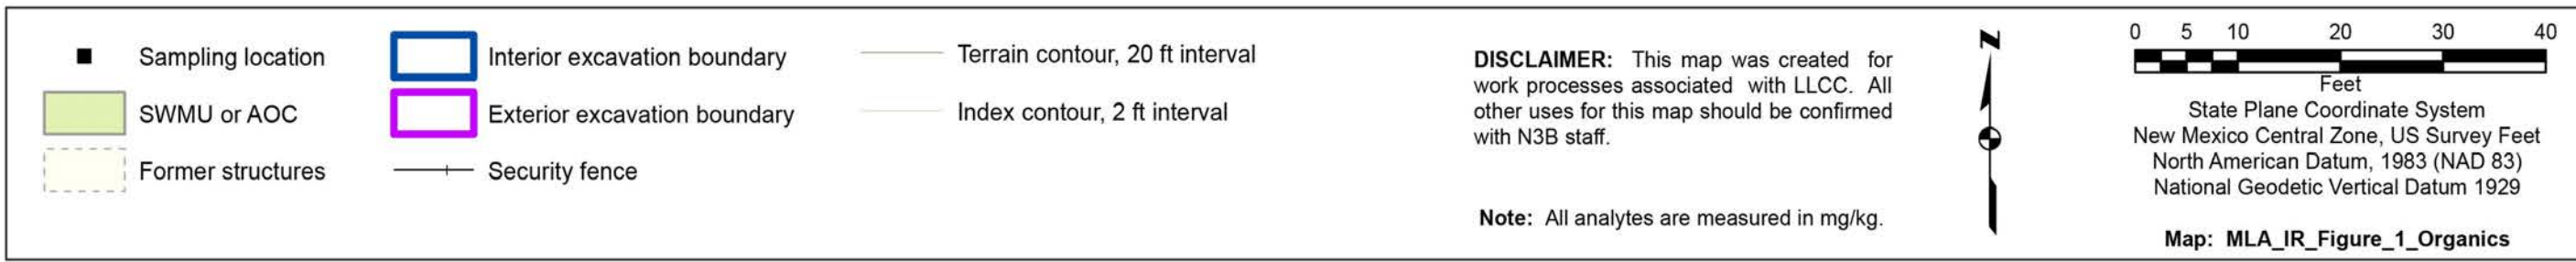 Sampling location
SWMU or AOC
Former structures
Interior excavation boundary
Exterior excavation boundary
Security fence
Terrain contour, 20 ft interval
Index contour, 2 ft interval
DISCLAIMER: This map was created for
work processes associated with LLCC. All
other uses for this map should be confirmed
with N3B staff.
Note: All analytes are measured in mg/kg.
N
0 5 10 20 30 40
Feet
State Plane Coordinate System
New Mexico Central Zone, US Survey Feet
North American Datum, 1983 (NAD 83)
National Geodetic Vertical Datum 1929
Map: MLA_IR_Figure_1_Organics